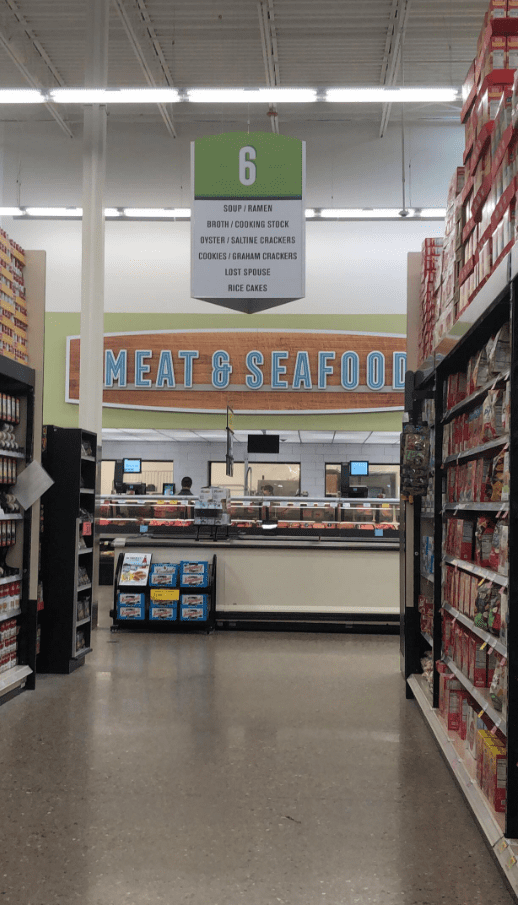 6
SOUP / RAMEN
BROTH / COOKING STOCK
OYSTER / SALTINE CRACKERS
COOKIES / GRAHAM CRACKERS
LOST SPOUSE
RICE CAKES
MEAT & SEAFOOD